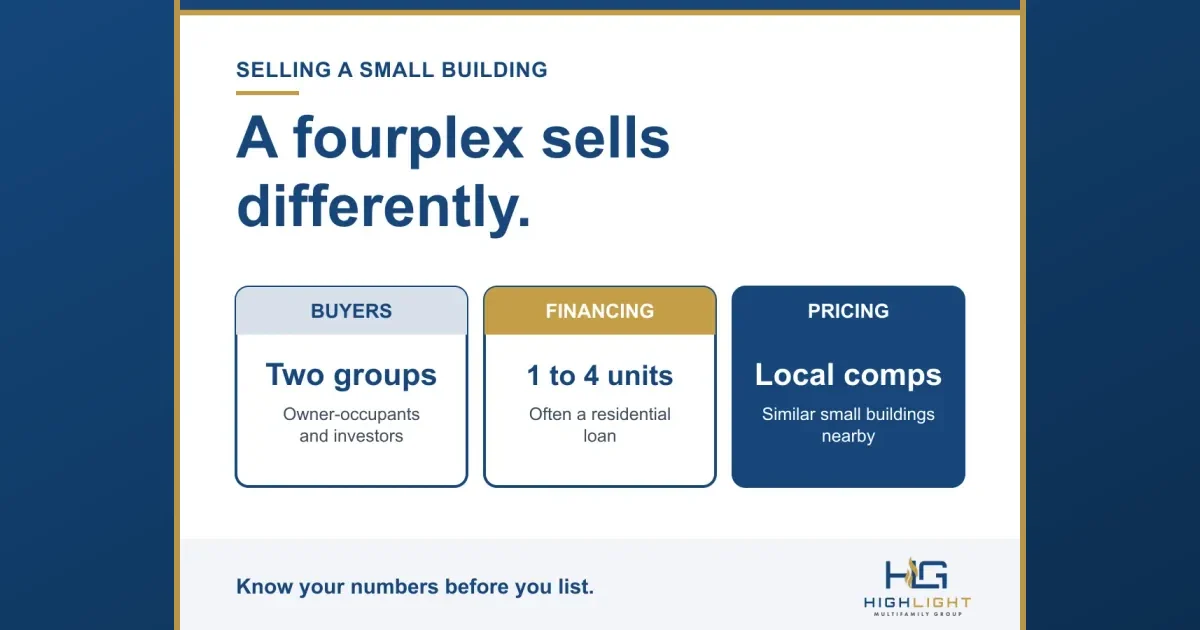 SELLING A SMALL BUILDING
A fourplex sells
differently.
BUYERS
Two groups
Owner-occupants
and investors
FINANCING
1 to 4 units
Often a residential
loan
PRICING
Local comps
Similar small buildings
nearby
Know your numbers before you list.
HLG
HIGHLIGHT
MULTIFAMILY GROUP